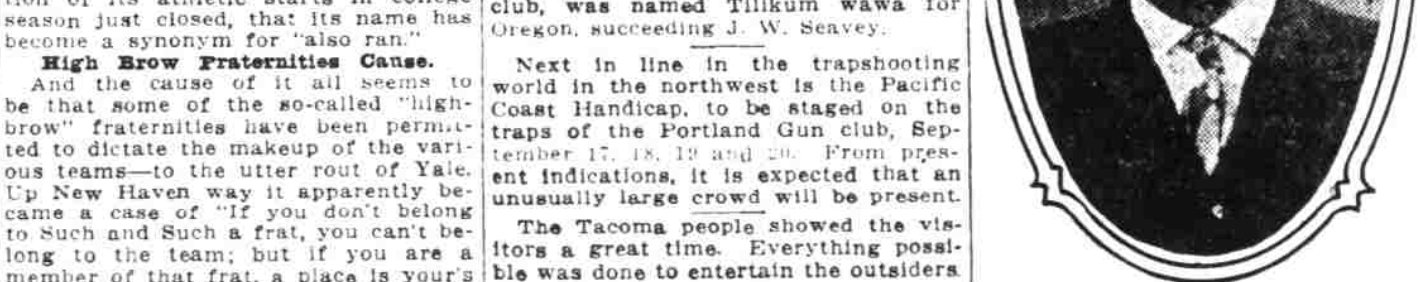 tion of its athletic starts in college
season just closed, that its name has
become a synonym for "also ran."
High Brow Fraternities Cause.
And the cause of it all seems to
be that some of the so-called "high-
brow" fraternities have been permit-
ted to dictate the makeup of the vari-
ous teams—to the utter rout of Yale.
Up New Haven way it apparently be-
came a case of "If you don't belong
to Such and Such a frat, you can't be-
long to the team; but if you are a
member of that frat, a place is your's
club, was named Tilikum wawa for
Oregon, succeeding J. W. Seavey.
Next in line in the trapshooting
world in the northwest is the Pacific
Coast Handicap, to be staged on the
traps of the Portland Gun club, Sep-
tember 17, 18, 19 and 20. From pres-
ent indications, it is expected that an
unusually large crowd will be present.
The Tacoma people showed the vis-
itors a great time. Everything possi-
ble was done to entertain the outsiders